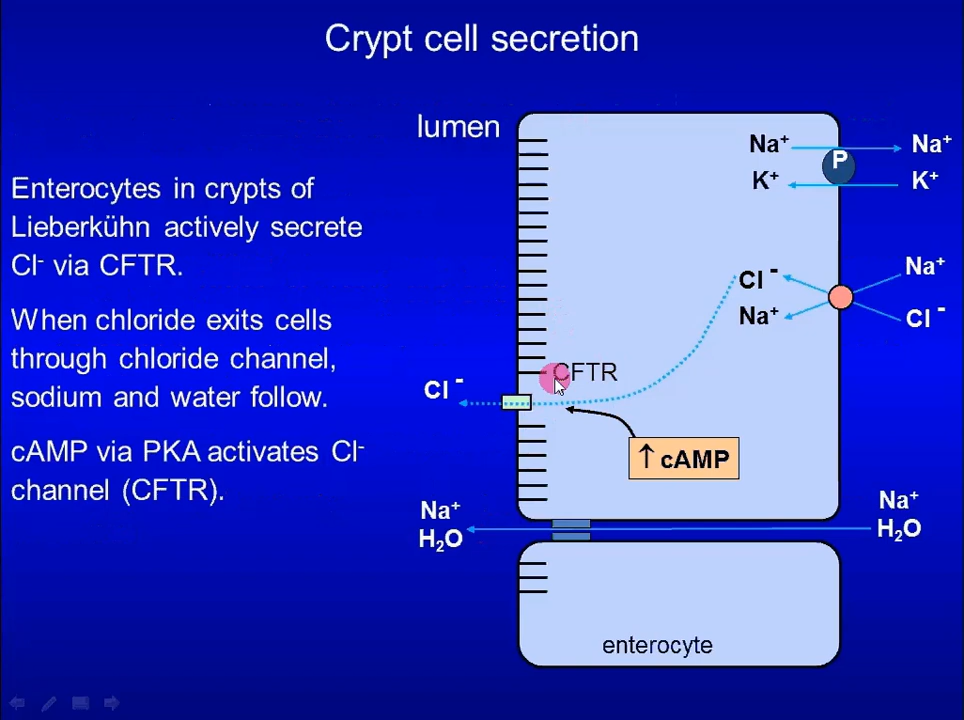 Crypt cell secretion
lumen
Enterocytes in crypts of
Lieberkühn actively secrete
Cl⁻ via CFTR.
When chloride exits cells
through chloride channel,
sodium and water follow.
cAMP via PKA activates Cl⁻
channel (CFTR).
Na⁺
P
Na⁺
K⁺
K⁺
Cl⁻
Na⁺
Na⁺
Cl⁻
CFTR
Cl⁻
↑ cAMP
Na⁺
H₂O
Na⁺
H₂O
enterocyte